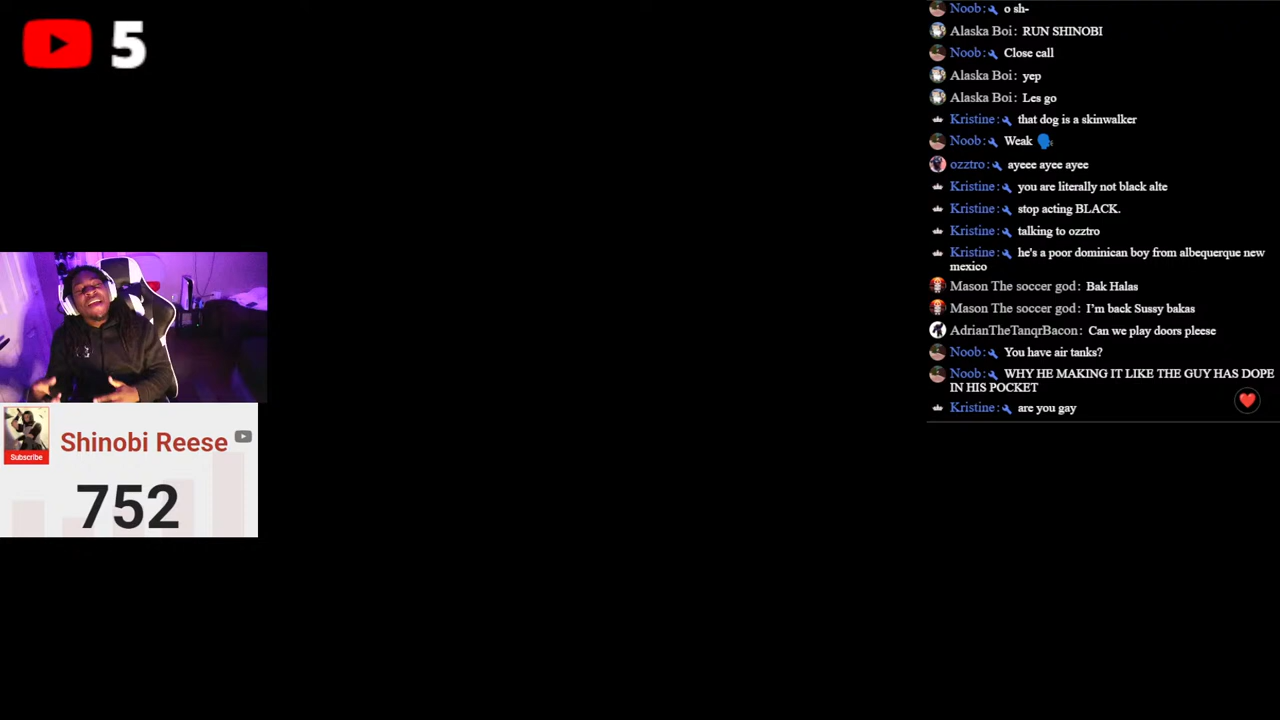 5
Noob: o sh-
Alaska Boi: RUN SHINOBI
Noob: Close call
Alaska Boi: yep
Alaska Boi: Les go
Kristine: that dog is a skinwalker
Noob: Weak 🗣
ozztro: ayeee ayee ayee
Kristine: you are literally not black alte
Kristine: stop acting BLACK.
Kristine: talking to ozztro
Kristine: he's a poor dominican boy from albequerque new
mexico
Mason The soccer god: Bak Halas
Mason The soccer god: I'm back Sussy bakas
AdrianTheTanqrBacon: Can we play doors pleese
Noob: You have air tanks?
Noob: WHY HE MAKING IT LIKE THE GUY HAS DOPE
IN HIS POCKET
Kristine: are you gay
Shinobi Reese
Subscribe
752